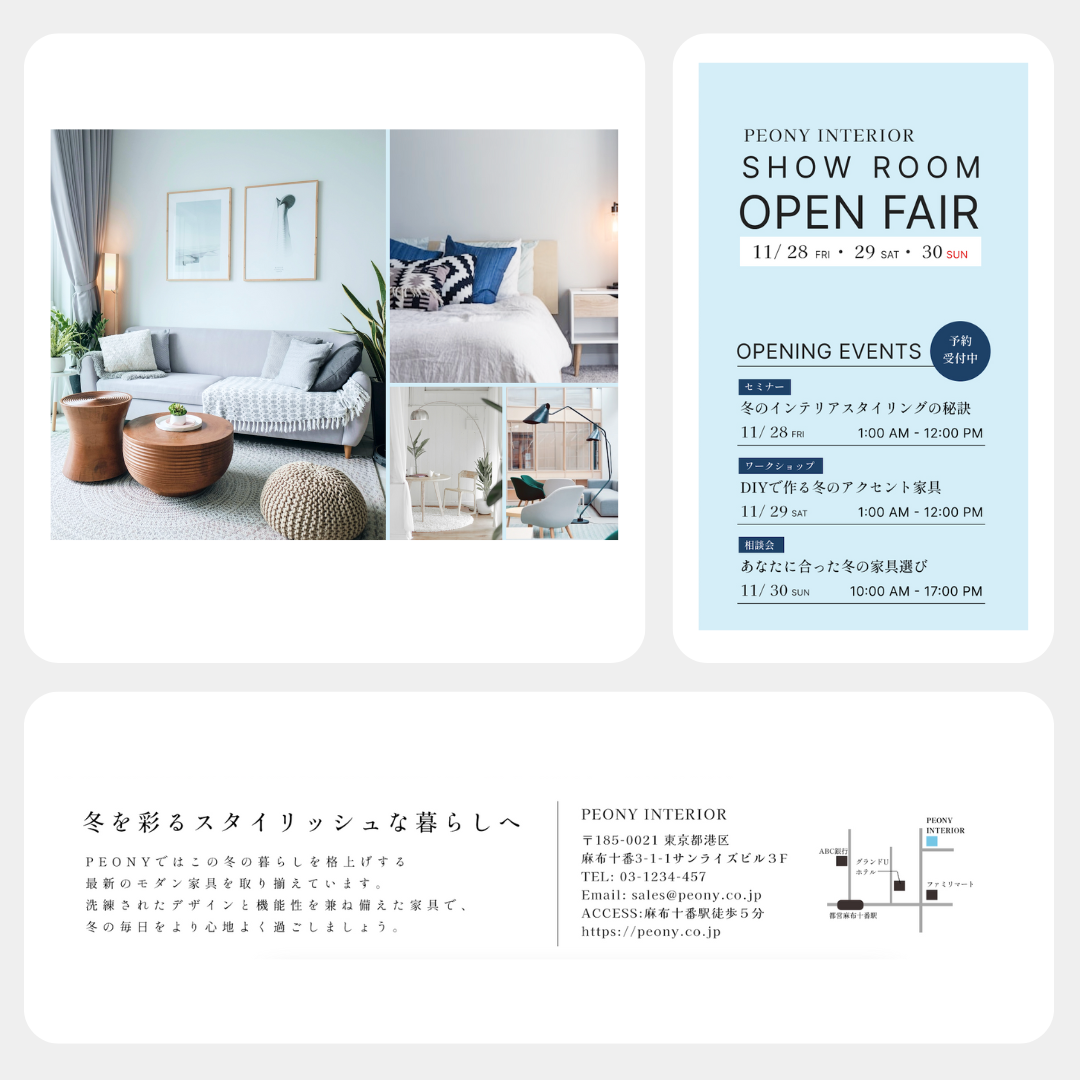 PEONY INTERIOR
SHOW ROOM
OPEN FAIR
11/ 28 FRI・ 29 SAT・ 30 SUN
OPENING EVENTS
予約
受付中
セミナー
冬のインテリアスタイリングの秘訣
11/ 28 FRI 1:00 AM - 12:00 PM
ワークショップ
DIYで作る冬のアクセント家具
11/ 29 SAT 1:00 AM - 12:00 PM
相談会
あなたに合った冬の家具選び
11/ 30 SUN 10:00 AM - 17:00 PM
冬を彩るスタイリッシュな暮らしへ
PEONYではこの冬の暮らしを格上げする
最新のモダン家具を取り揃えています。
洗練されたデザインと機能性を兼ね備えた家具で、
冬の毎日をより心地よく過ごしましょう。
PEONY INTERIOR
〒185-0021 東京都港区
麻布十番3-1-1サンライズビル３F
TEL: 03-1234-457
Email: sales@peony.co.jp
ACCESS:麻布十番駅徒歩５分
https://peony.co.jp
PEONY
INTERIOR
ABC銀行
グランドU
ホテル
ファミリマート
都営麻布十番駅